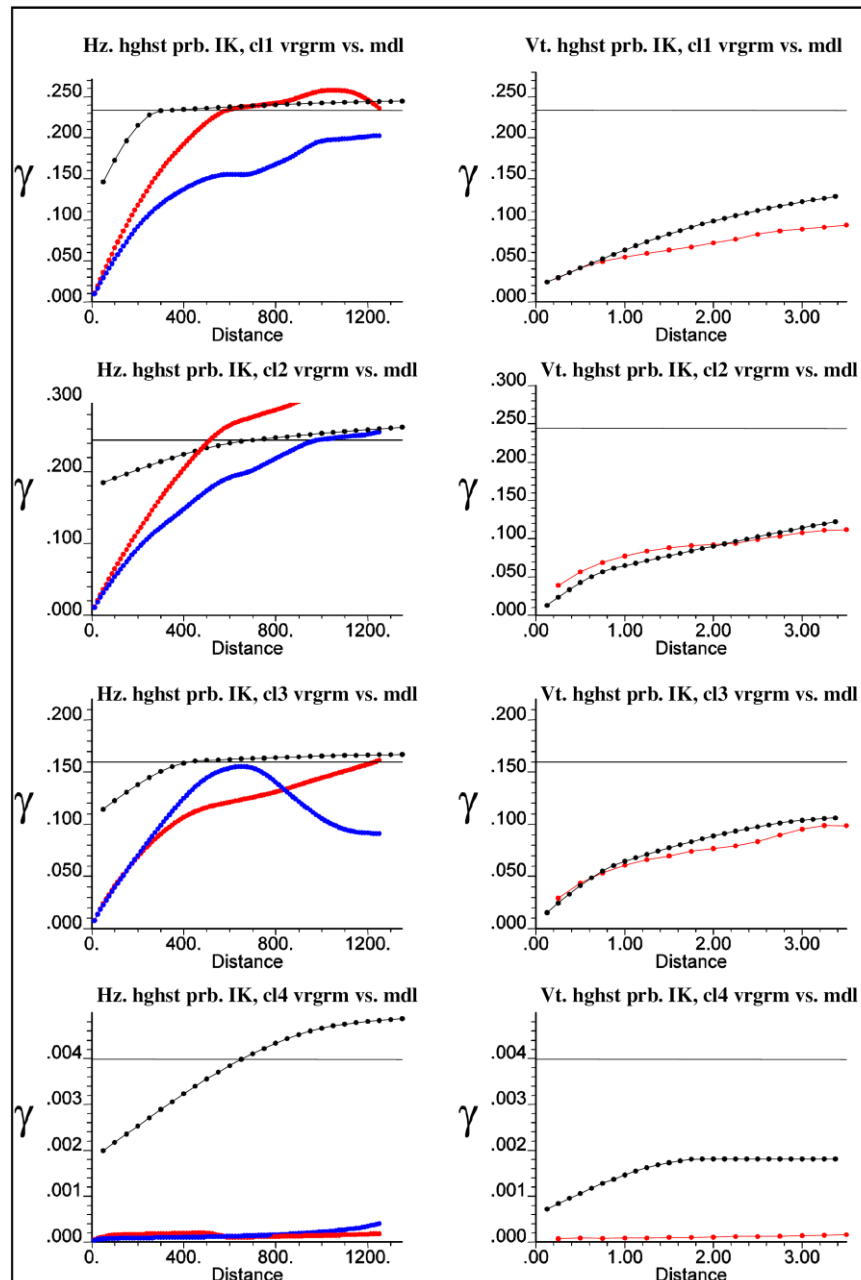 Hz. hghst prb. IK, cl1 vrgrm vs. mdl
γ
.250
.200
.150
.100
.050
.000
0. 400. 800. 1200.
Distance
Vt. hghst prb. IK, cl1 vrgrm vs. mdl
γ
.250
.200
.150
.100
.050
.000
.00 1.00 2.00 3.00
Distance
Hz. hghst prb. IK, cl2 vrgrm vs. mdl
γ
.300
.200
.100
.000
0. 400. 800. 1200.
Distance
Vt. hghst prb. IK, cl2 vrgrm vs. mdl
γ
.300
.250
.200
.150
.100
.050
.000
.00 1.00 2.00 3.00
Distance
Hz. hghst prb. IK, cl3 vrgrm vs. mdl
γ
.200
.150
.100
.050
.000
0. 400. 800. 1200.
Distance
Vt. hghst prb. IK, cl3 vrgrm vs. mdl
γ
.200
.150
.100
.050
.000
.00 1.00 2.00 3.00
Distance
Hz. hghst prb. IK, cl4 vrgrm vs. mdl
γ
.004
.003
.002
.001
.000
0. 400. 800. 1200.
Distance
Vt. hghst prb. IK, cl4 vrgrm vs. mdl
γ
.004
.003
.002
.001
.000
.00 1.00 2.00 3.00
Distance